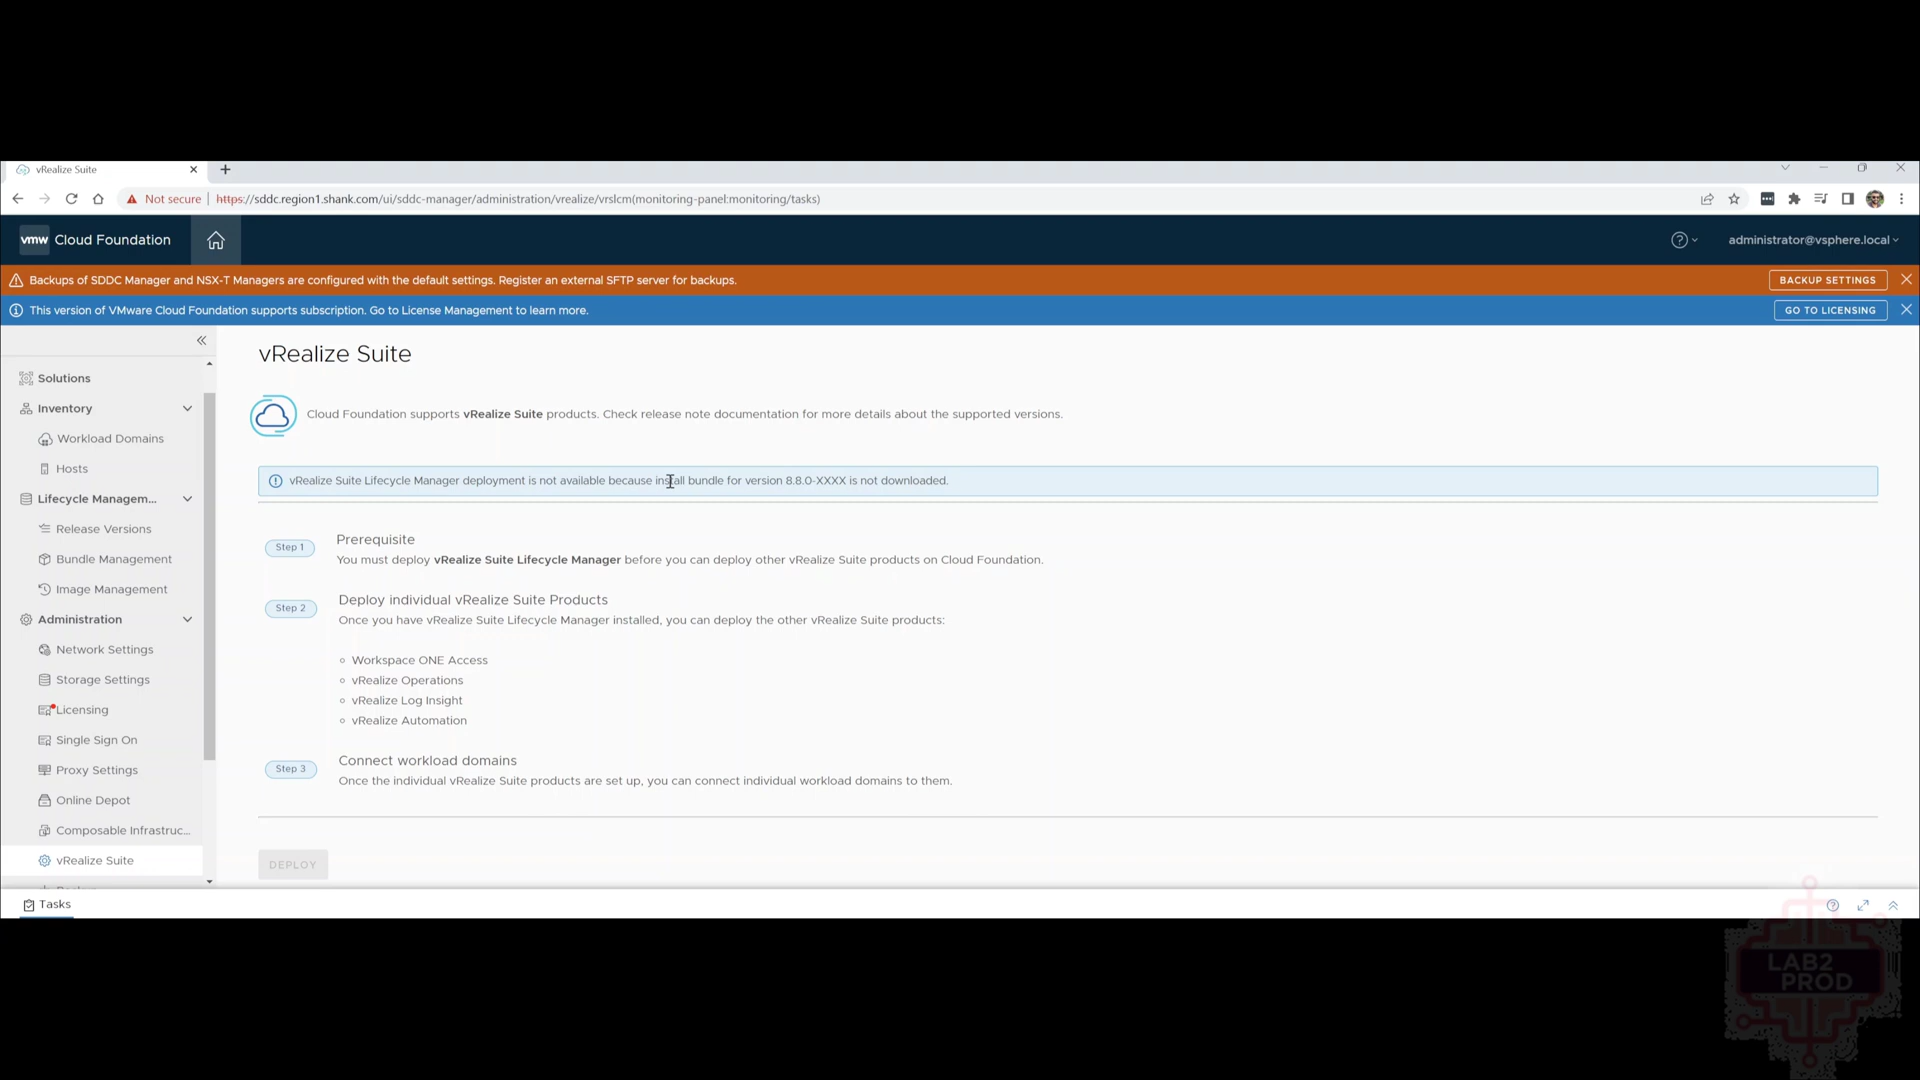 vRealize Suite
Not secure https://sddc.region1.shank.com/ui/sddc-manager/administration/vrealize/vrslcm(monitoring-panel:monitoring/tasks)
vmw Cloud Foundation
administrator@vsphere.local
Backups of SDDC Manager and NSX-T Managers are configured with the default settings. Register an external SFTP server for backups.
BACKUP SETTINGS
This version of VMware Cloud Foundation supports subscription. Go to License Management to learn more.
GO TO LICENSING
Solutions
Inventory
Workload Domains
Hosts
Lifecycle Managem...
Release Versions
Bundle Management
Image Management
Administration
Network Settings
Storage Settings
Licensing
Single Sign On
Proxy Settings
Online Depot
Composable Infrastruc...
vRealize Suite
vRealize Suite
Cloud Foundation supports vRealize Suite products. Check release note documentation for more details about the supported versions.
vRealize Suite Lifecycle Manager deployment is not available because install bundle for version 8.8.0-XXXX is not downloaded.
Step 1
Prerequisite
You must deploy vRealize Suite Lifecycle Manager before you can deploy other vRealize Suite products on Cloud Foundation.
Step 2
Deploy individual vRealize Suite Products
Once you have vRealize Suite Lifecycle Manager installed, you can deploy the other vRealize Suite products:
Workspace ONE Access
vRealize Operations
vRealize Log Insight
vRealize Automation
Step 3
Connect workload domains
Once the individual vRealize Suite products are set up, you can connect individual workload domains to them.
DEPLOY
Tasks
LAB2
PROD